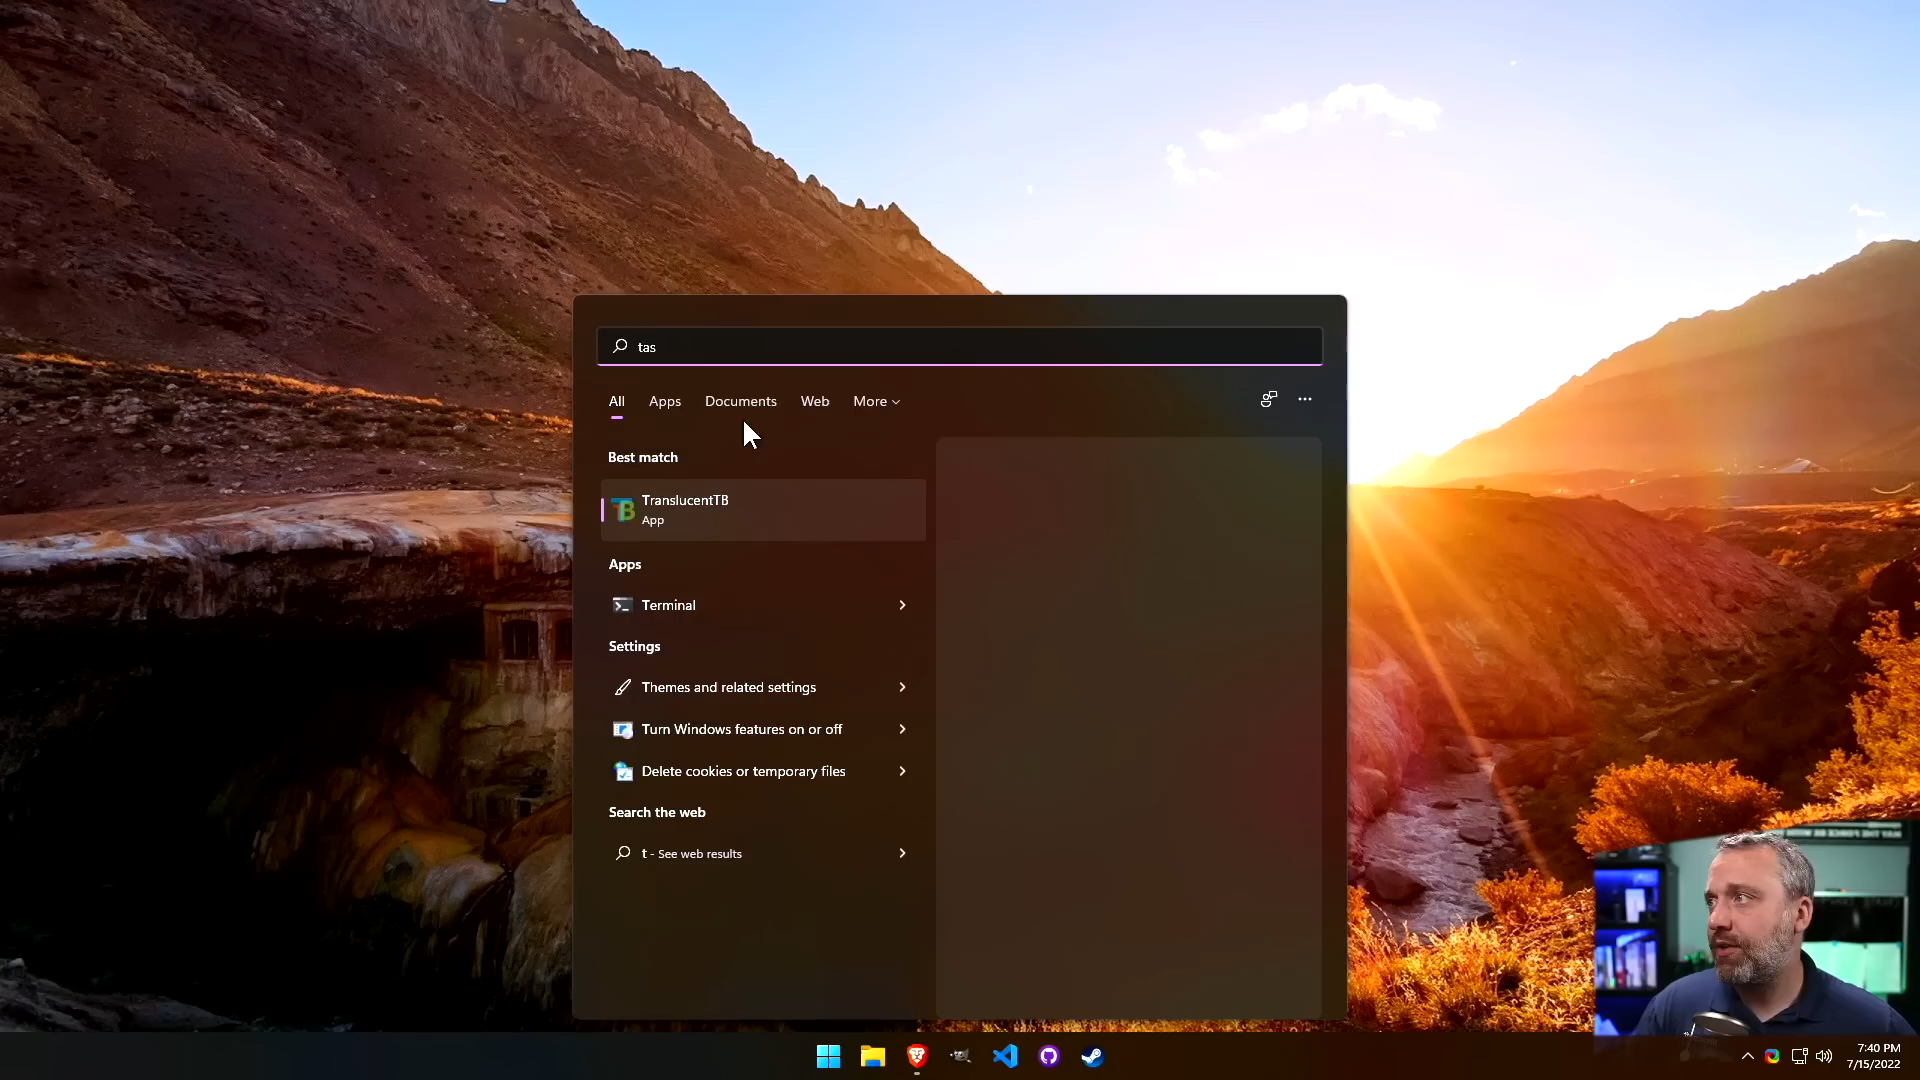 tas
All
Apps
Documents
Web
More
Best match
TranslucentTB
App
Apps
Terminal
Settings
Themes and related settings
Turn Windows features on or off
Delete cookies or temporary files
Search the web
t - See web results
7:40 PM
7/15/2022